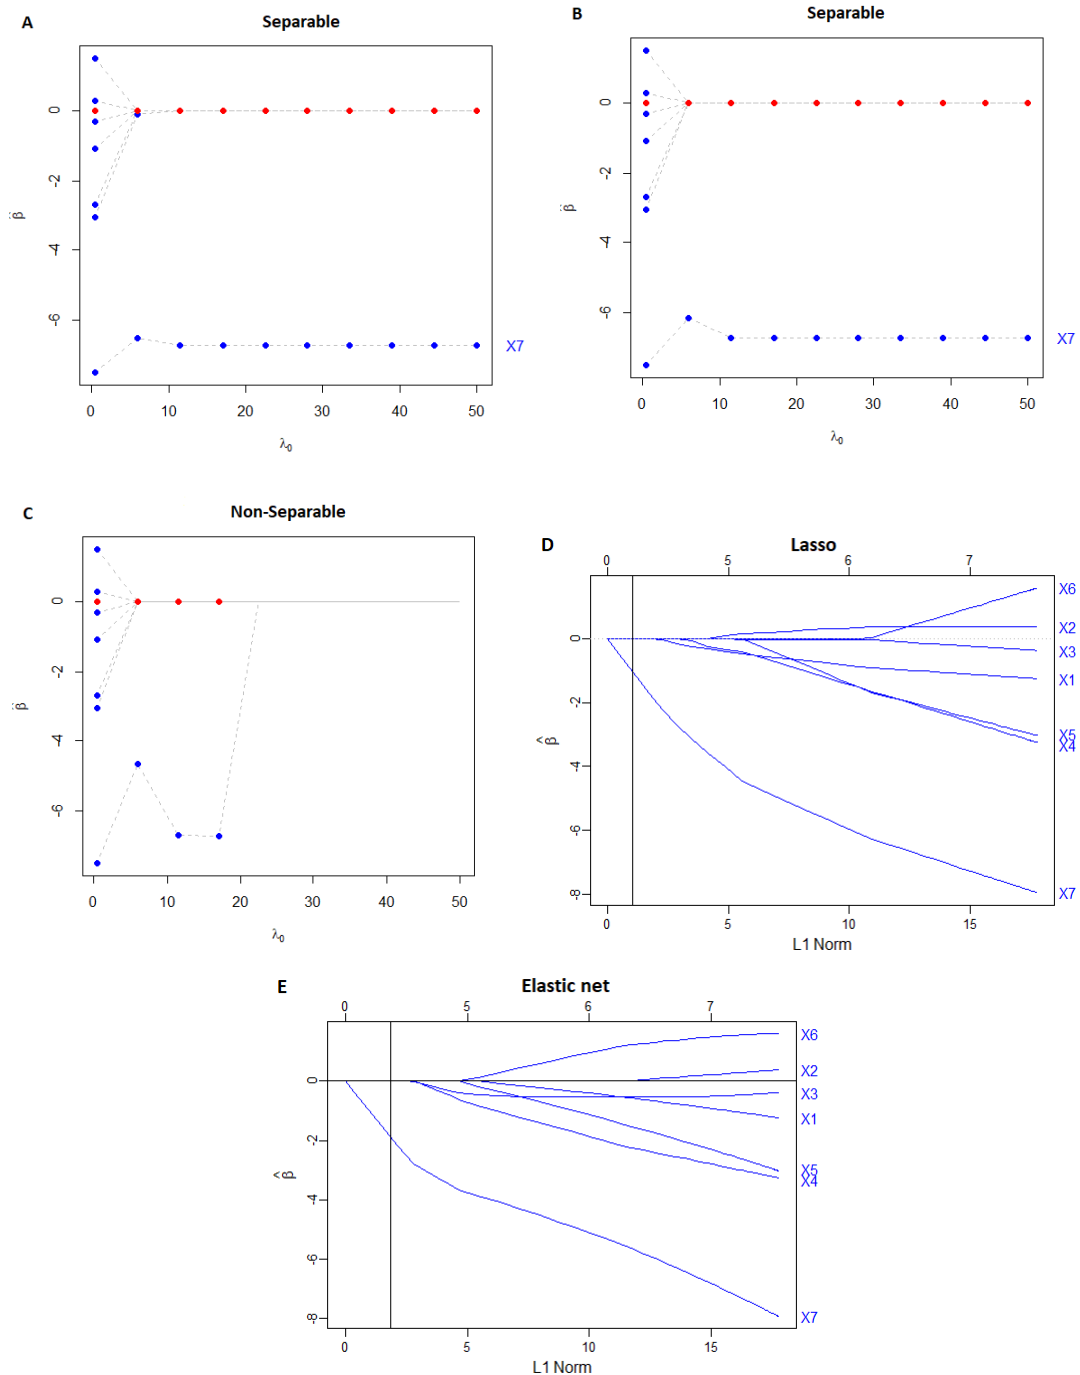 A
Separable
0
-2
-4
-6
β̈
X7
0 10 20 30 40 50
λ0
B
Separable
0
-2
-4
-6
β̈
X7
0 10 20 30 40 50
λ0
C
Non-Separable
0
-2
-4
-6
β̈
0 10 20 30 40 50
λ0
D
Lasso
0 5 6 7
0
-2
-4
-6
-8
β̂
X6
X2
X3
X1
X5
X4
X7
0 5 10 15
L1 Norm
E
Elastic net
0 5 6 7
0
-2
-4
-6
-8
β̂
X6
X2
X3
X1
X5
X4
X7
0 5 10 15
L1 Norm